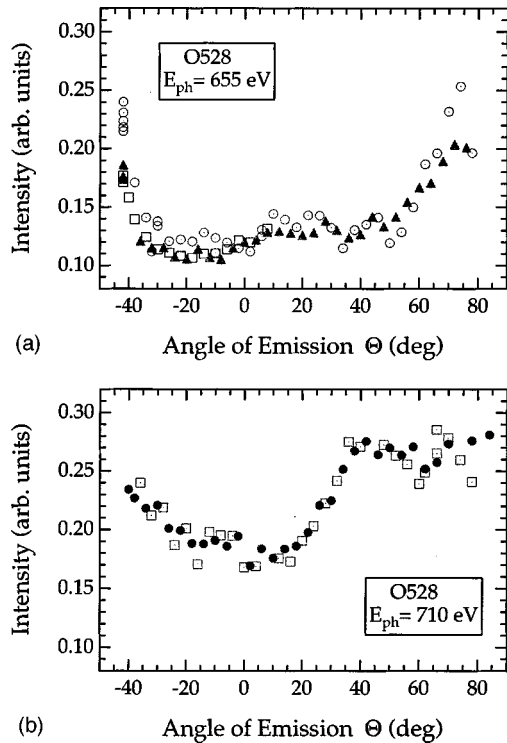 0.30
0.25
0.20
0.15
0.10
Intensity (arb. units)
O528
E_ph= 655 eV
-40 -20 0 20 40 60 80
(a)
Angle of Emission Θ (deg)
0.30
0.25
0.20
0.15
0.10
Intensity (arb. units)
O528
E_ph= 710 eV
-40 -20 0 20 40 60 80
(b)
Angle of Emission Θ (deg)